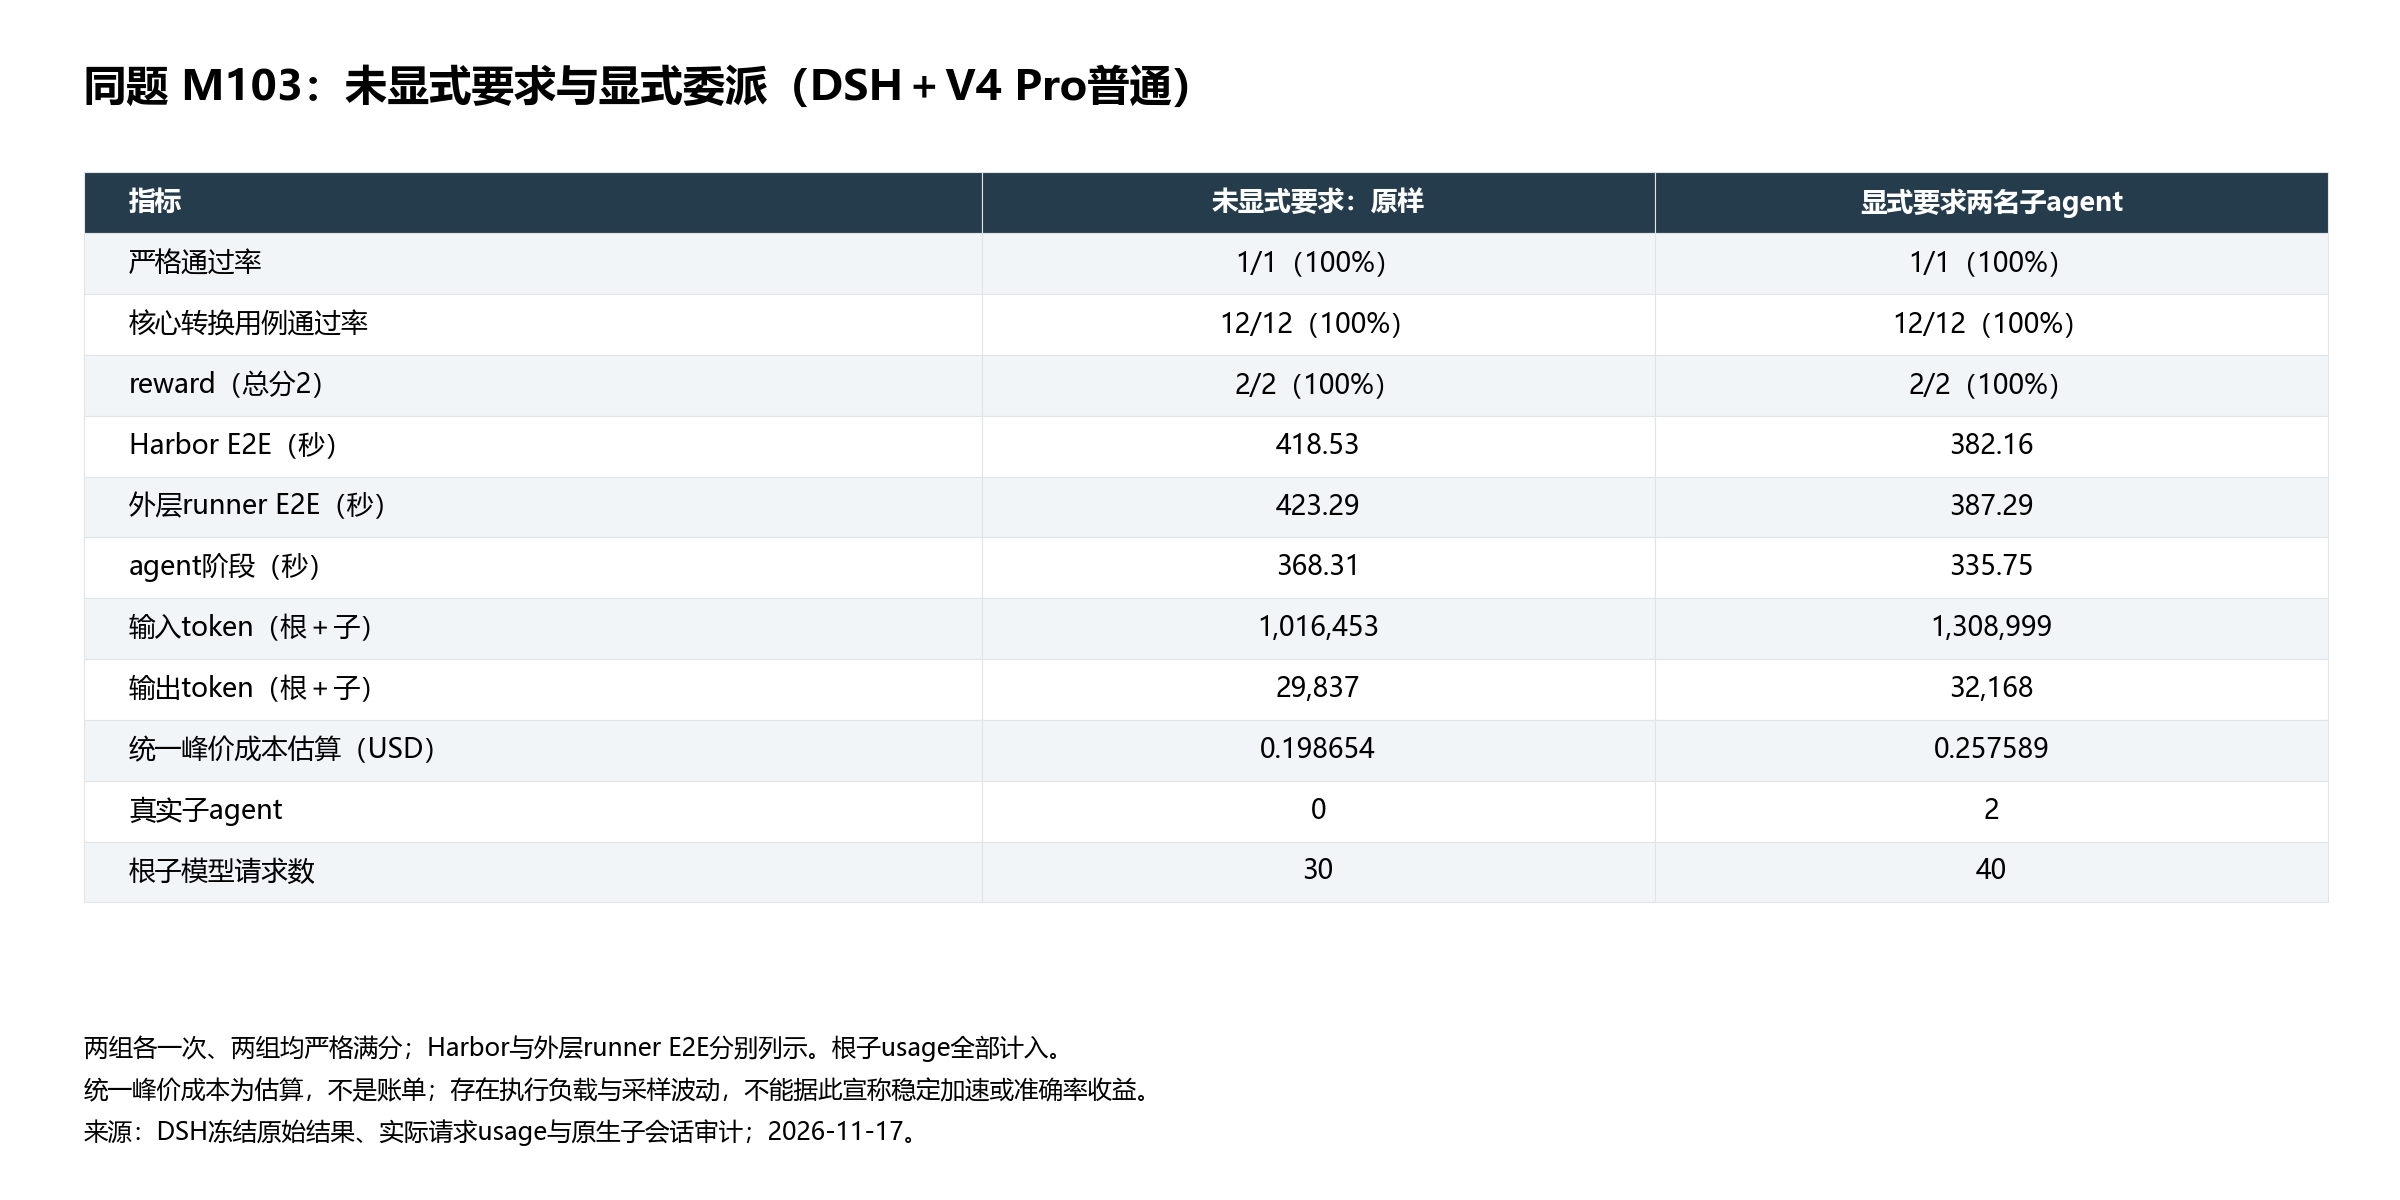 同题 M103：未显式要求与显式委派（DSH＋V4 Pro普通）
指标 未显式要求：原样 显式要求两名子agent
严格通过率 1/1（100%） 1/1（100%）
核心转换用例通过率 12/12（100%） 12/12（100%）
reward（总分2） 2/2（100%） 2/2（100%）
Harbor E2E（秒） 418.53 382.16
外层runner E2E（秒） 423.29 387.29
agent阶段（秒） 368.31 335.75
输入token（根＋子） 1,016,453 1,308,999
输出token（根＋子） 29,837 32,168
统一峰价成本估算（USD） 0.198654 0.257589
真实子agent 0 2
根子模型请求数 30 40
两组各一次、两组均严格满分；Harbor与外层runner E2E分别列示。根子usage全部计入。
统一峰价成本为估算，不是账单；存在执行负载与采样波动，不能据此宣称稳定加速或准确率收益。
来源：DSH冻结原始结果、实际请求usage与原生子会话审计；2026-11-17。